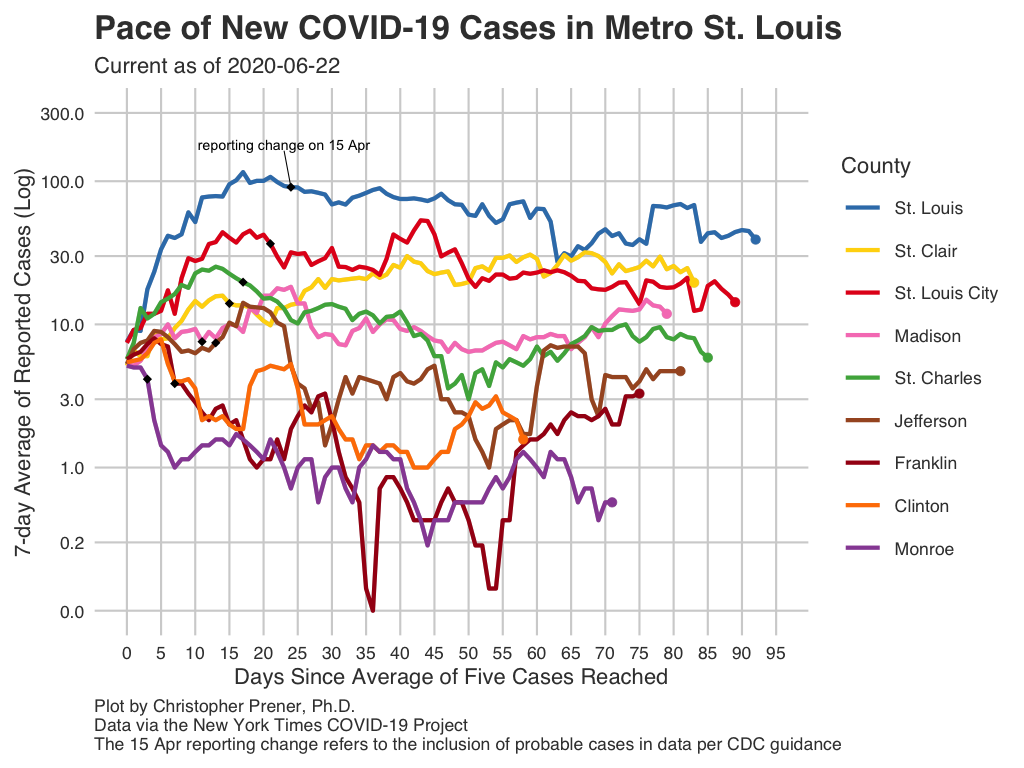 Pace of New COVID-19 Cases in Metro St. Louis
Current as of 2020-06-22
7-day Average of Reported Cases (Log)
300.0
100.0
30.0
10.0
3.0
1.0
0.2
0.0
reporting change on 15 Apr
0 5 10 15 20 25 30 35 40 45 50 55 60 65 70 75 80 85 90 95
Days Since Average of Five Cases Reached
County
St. Louis
St. Clair
St. Louis City
Madison
St. Charles
Jefferson
Franklin
Clinton
Monroe
Plot by Christopher Prener, Ph.D.
Data via the New York Times COVID-19 Project
The 15 Apr reporting change refers to the inclusion of probable cases in data per CDC guidance